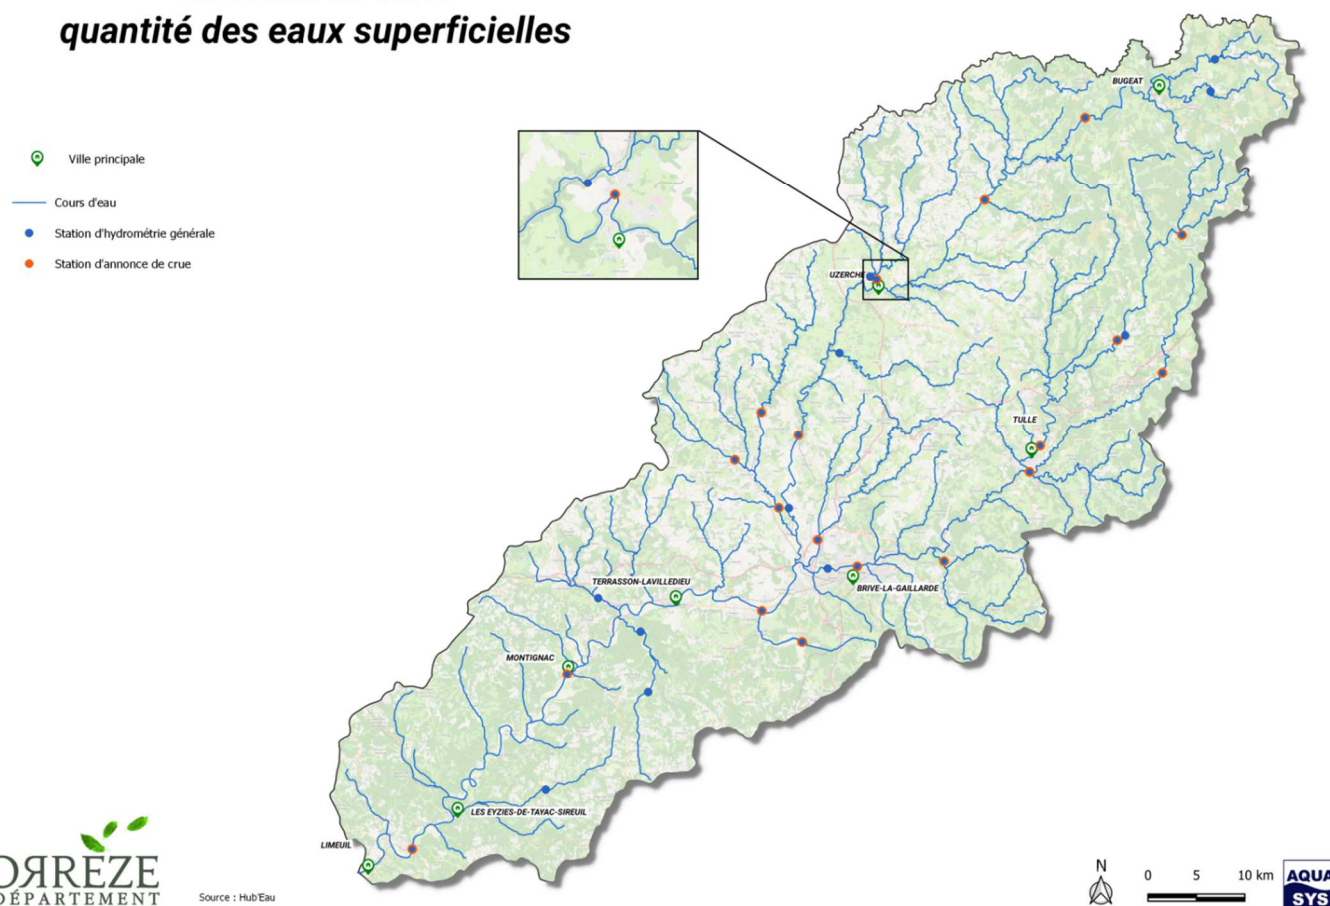 quantité des eaux superficielles
Ville principale
Cours d'eau
Station d'hydrométrie générale
Station d'annonce de crue
BUGEAT
UZERCHE
TULLE
TERRASSON-LAVILLEDIEU
BRIVE-LA-GAILLARDE
MONTIGNAC
LES EYZIES-DE-TAYAC-SIREUIL
LIMEUIL
ORREZE
DÉPARTEMENT
Source : Hub'Eau
N
0 5 10 km
AQUA
SYS